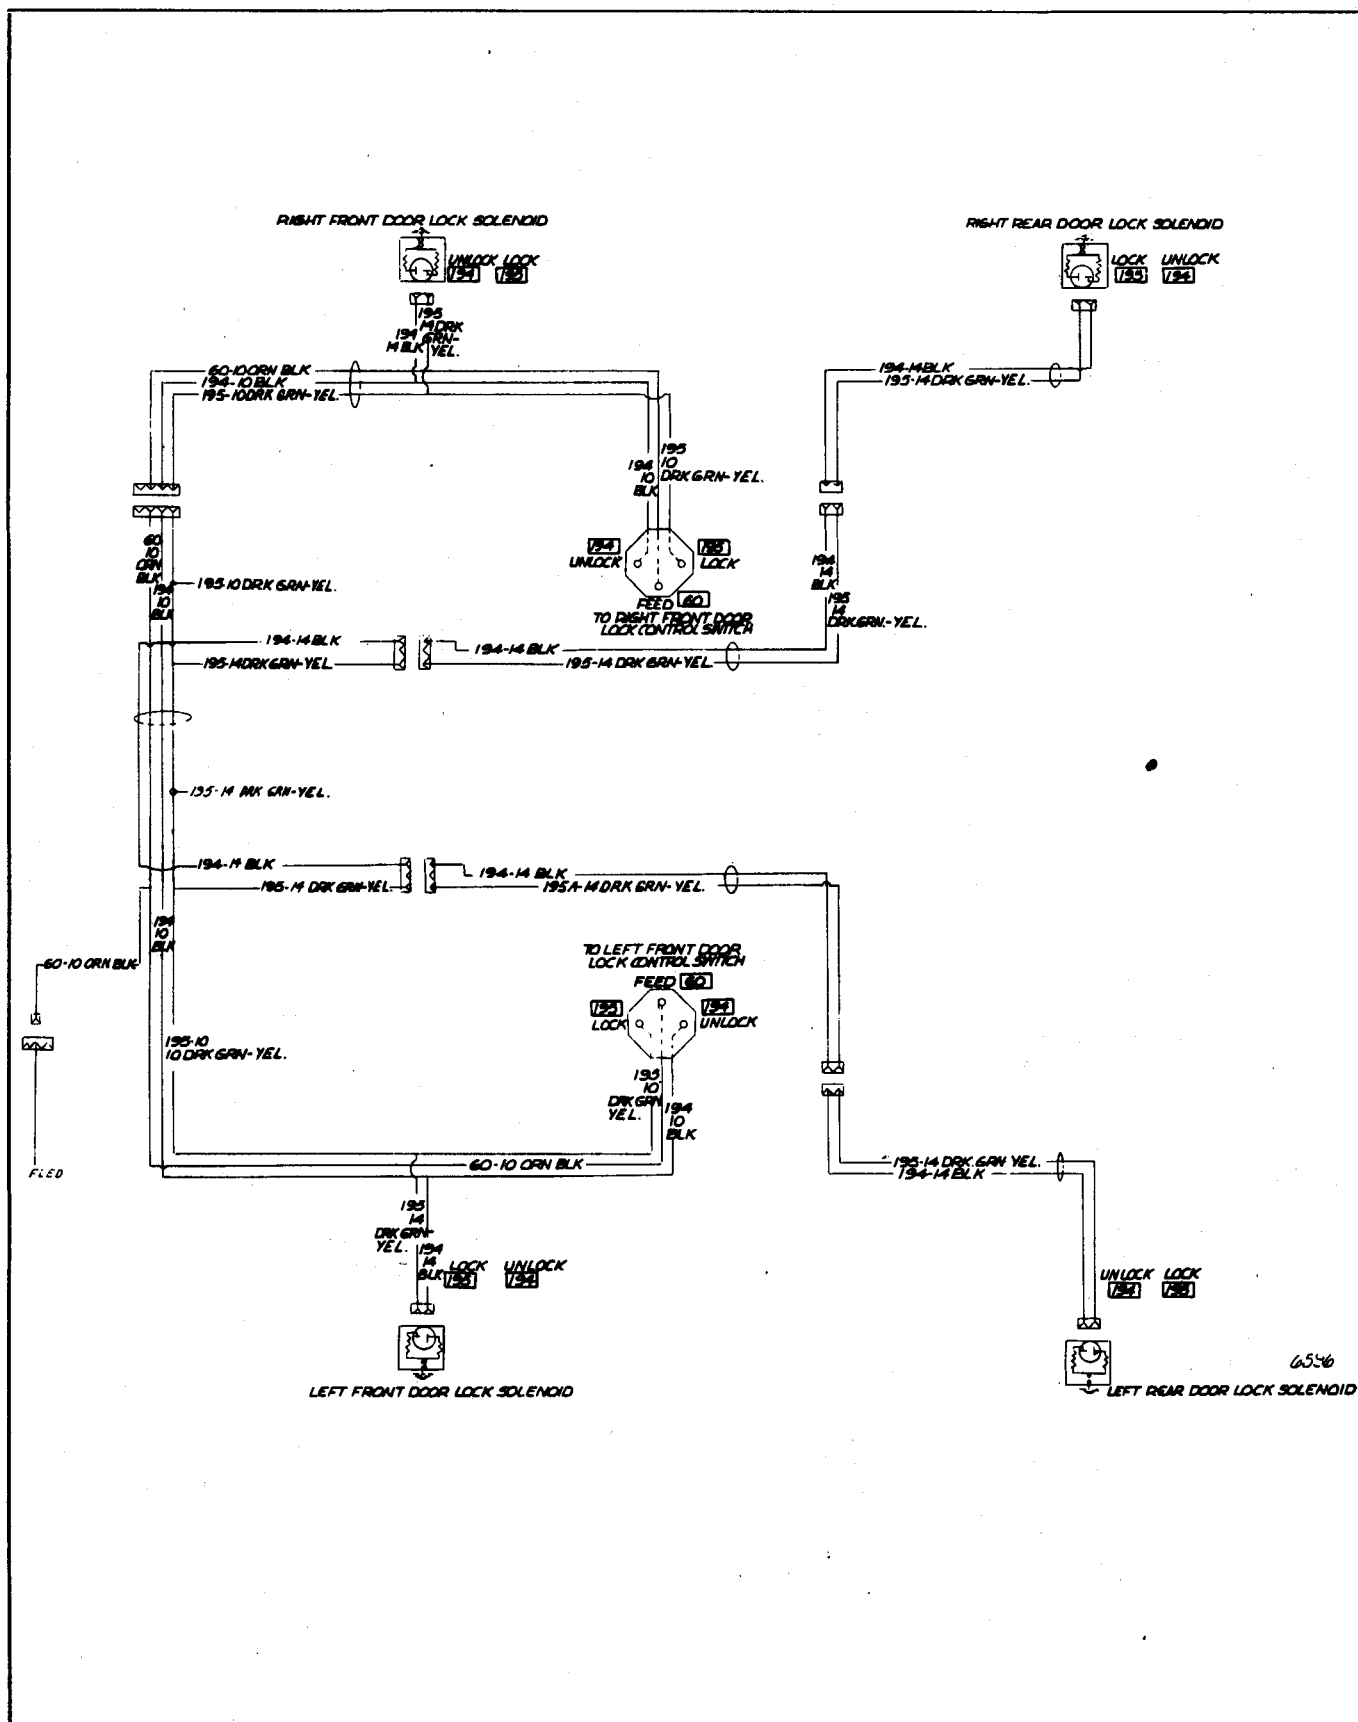 RIGHT FRONT DOOR LOCK SOLENOID
UNLOCK LOCK
194 195
RIGHT REAR DOOR LOCK SOLENOID
LOCK UNLOCK
195 194
195
14 DRK
GRN-
YEL.
194
14 BLK
60-10 ORN BLK
194-10 BLK
195-10 DRK GRN-YEL.
194-14 BLK
195-14 DRK GRN-YEL.
194
10
BLK
195
10
DRK GRN-YEL.
60
10
ORN
BLK
194
10
BLK
195-10 DRK GRN-YEL.
194
UNLOCK
195
LOCK
FEED 60
TO RIGHT FRONT DOOR
LOCK CONTROL SWITCH
194
14
BLK
195
14
DRK GRN-YEL.
194-14 BLK
195-14 DRK GRN-YEL.
194-14 BLK
195-14 DRK GRN-YEL.
195-14 DRK GRN-YEL.
194-14 BLK
195-14 DRK GRN-YEL.
194-14 BLK
195A-14 DRK GRN-YEL.
194
10
BLK
60-10 ORN BLK
TO LEFT FRONT DOOR
LOCK CONTROL SWITCH
FEED 60
195
LOCK
194
UNLOCK
195-10
10 DRK GRN-YEL.
195
10
DRK GRN
YEL.
194
10
BLK
FEED
60-10 ORN BLK
195-14 DRK GRN YEL.
194-14 BLK
195
14
DRK GRN-
YEL.
194
14
BLK
LOCK UNLOCK
195 194
UNLOCK LOCK
194 195
LEFT FRONT DOOR LOCK SOLENOID
6556
LEFT REAR DOOR LOCK SOLENOID